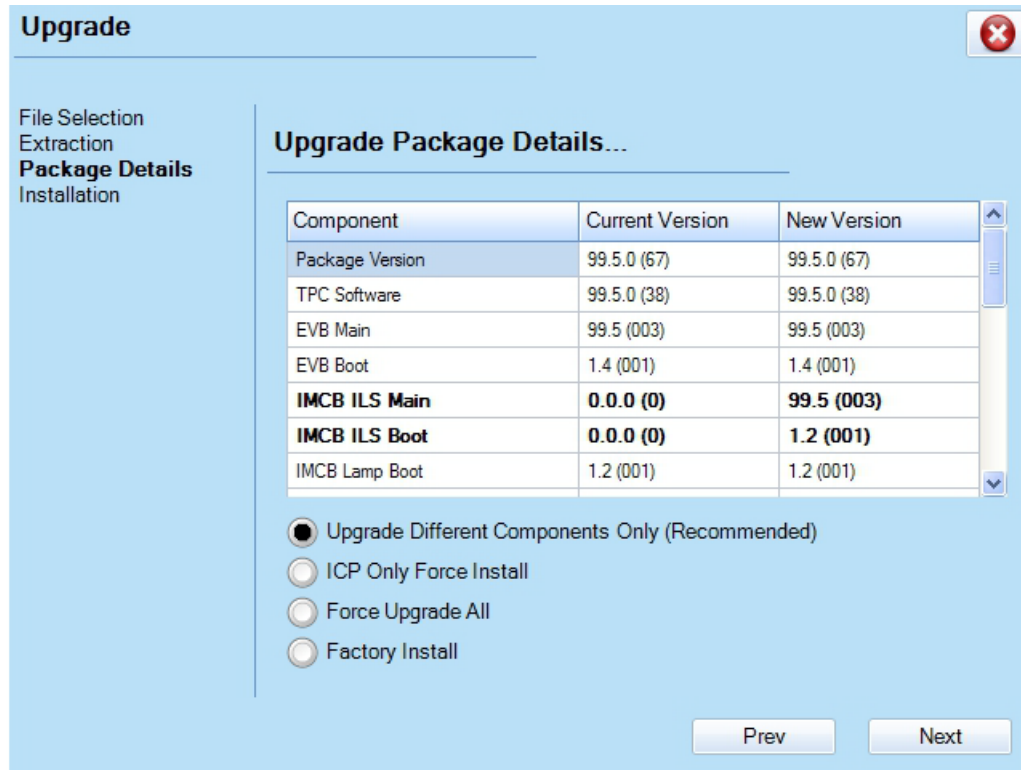 Upgrade
File Selection
Extraction
Package Details
Installation
Upgrade Package Details...
Component Current Version New Version
Package Version 99.5.0 (67) 99.5.0 (67)
TPC Software 99.5.0 (38) 99.5.0 (38)
EVB Main 99.5 (003) 99.5 (003)
EVB Boot 1.4 (001) 1.4 (001)
IMCB ILS Main 0.0.0 (0) 99.5 (003)
IMCB ILS Boot 0.0.0 (0) 1.2 (001)
IMCB Lamp Boot 1.2 (001) 1.2 (001)
Upgrade Different Components Only (Recommended)
ICP Only Force Install
Force Upgrade All
Factory Install
Prev Next